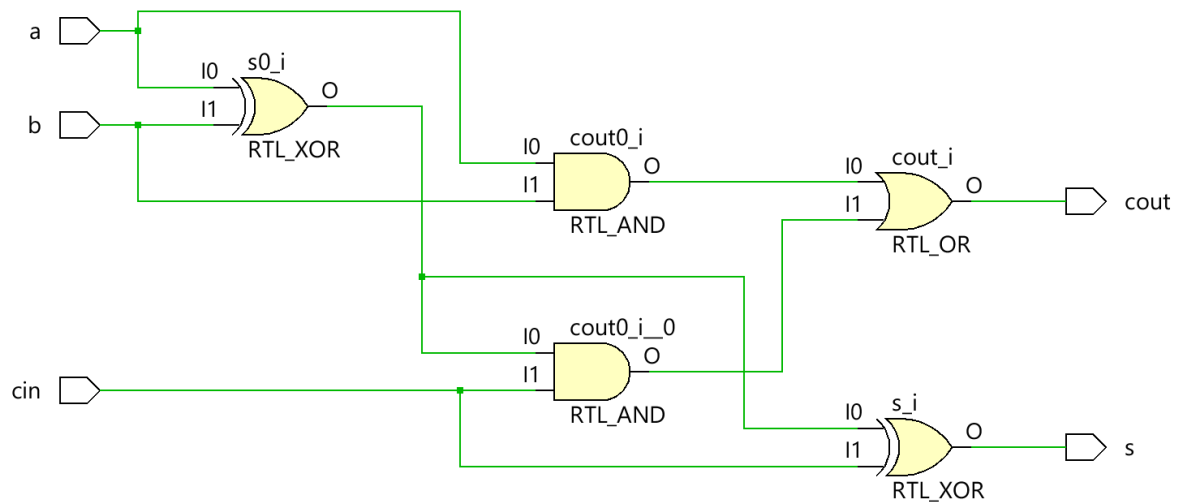 a
s0_i
I0
O
I1
b
RTL_XOR
cout0_i
I0
O
I1
RTL_AND
cout_i
I0
O
I1
cout
RTL_OR
cout0_i__0
I0
O
I1
cin
RTL_AND
s_i
I0
O
I1
s
RTL_XOR